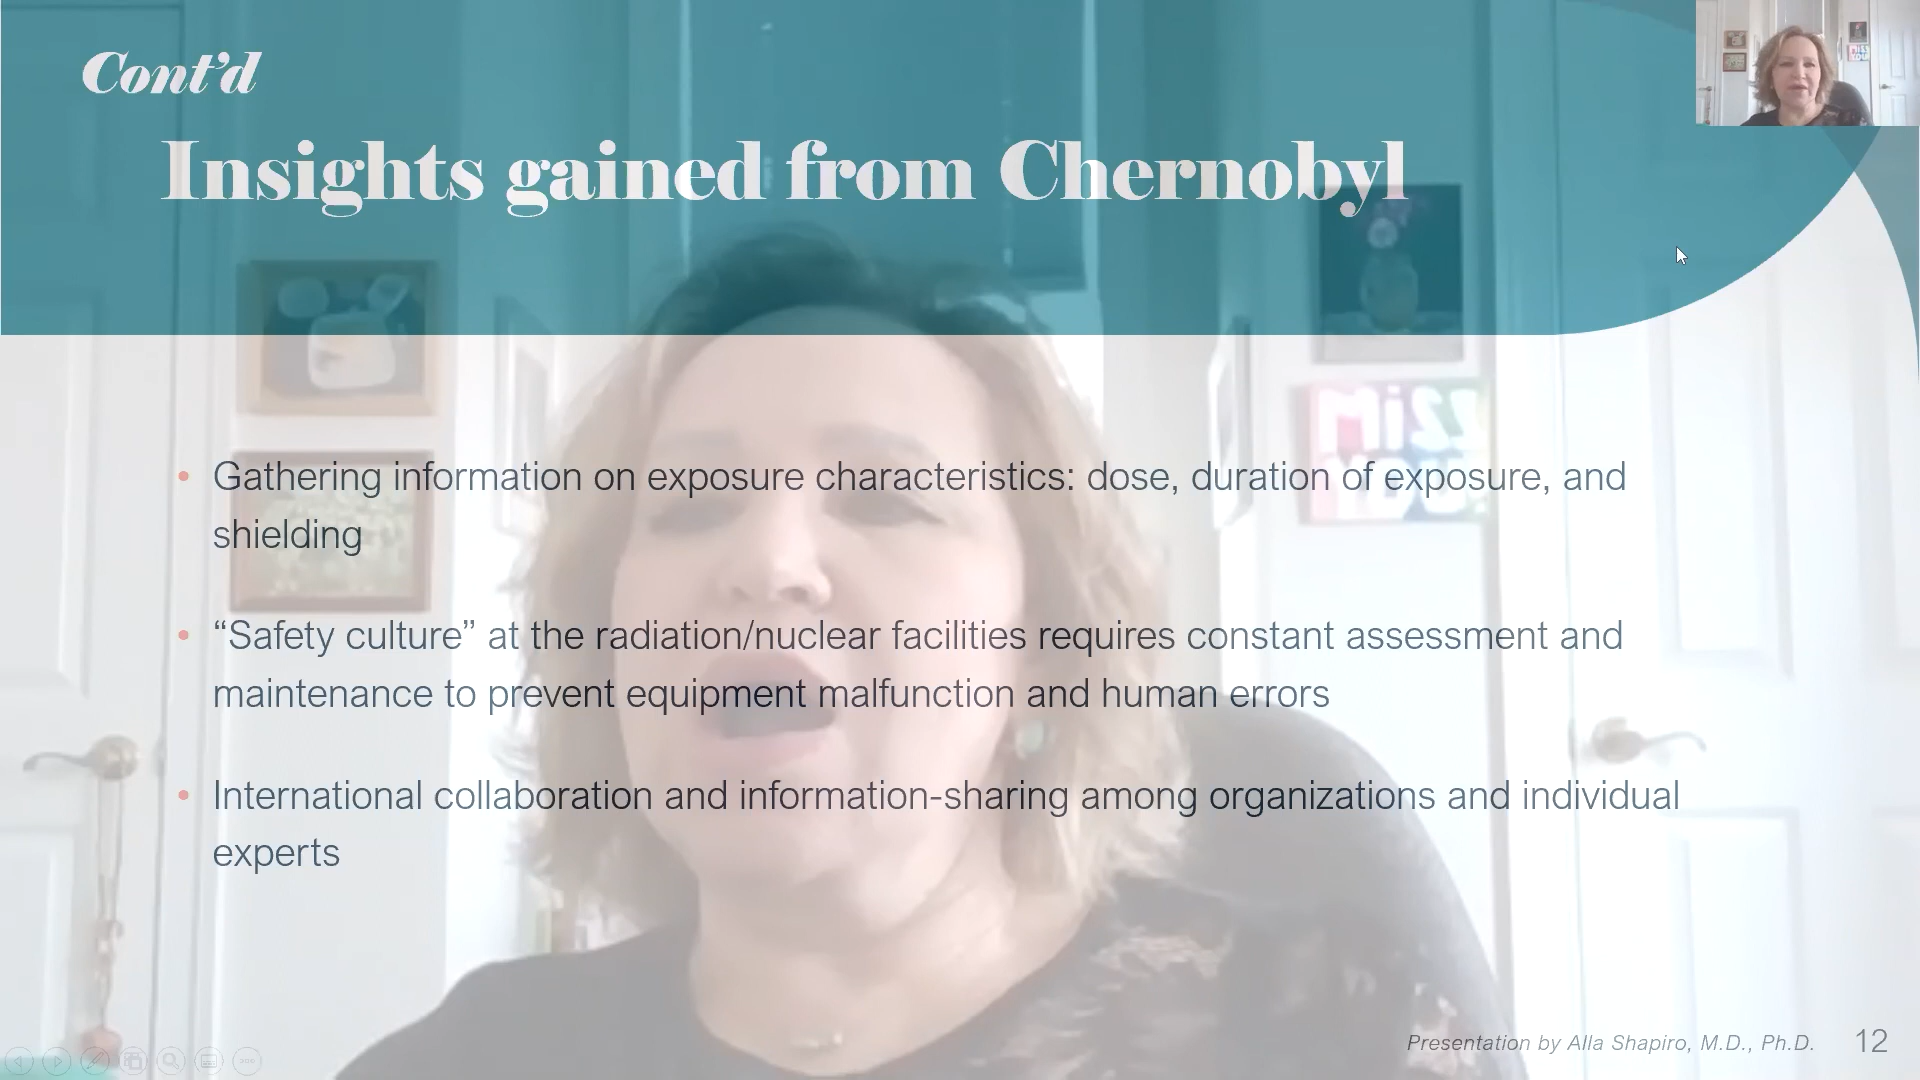 Cont’d
Insights gained from Chernobyl
• Gathering information on exposure characteristics: dose, duration of exposure, and
shielding
• “Safety culture” at the radiation/nuclear facilities requires constant assessment and
maintenance to prevent equipment malfunction and human errors
• International collaboration and information-sharing among organizations and individual
experts
Presentation by Alla Shapiro, M.D., Ph.D.
12